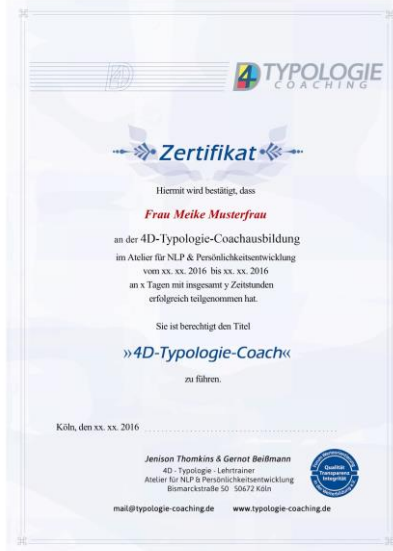 4D TYPOLOGIE
COACHING
Zertifikat
Hiermit wird bestätigt, dass
Frau Meike Musterfrau
an der 4D-Typologie-Coachausbildung
im Atelier für NLP & Persönlichkeitsentwicklung
vom xx. xx. 2016 bis xx. xx. 2016
an x Tagen mit insgesamt y Zeitstunden
erfolgreich teilgenommen hat.
Sie ist berechtigt den Titel
»4D-Typologie-Coach«
zu führen.
Köln, den xx. xx. 2016
Jenison Thomkins & Gernot Beißmann
4D - Typologie - Lehrtrainer
Atelier für NLP & Persönlichkeitsentwicklung
Bismarckstraße 50 50672 Köln
Qualität
Transparenz
Integrität
mail@typologie-coaching.de www.typologie-coaching.de